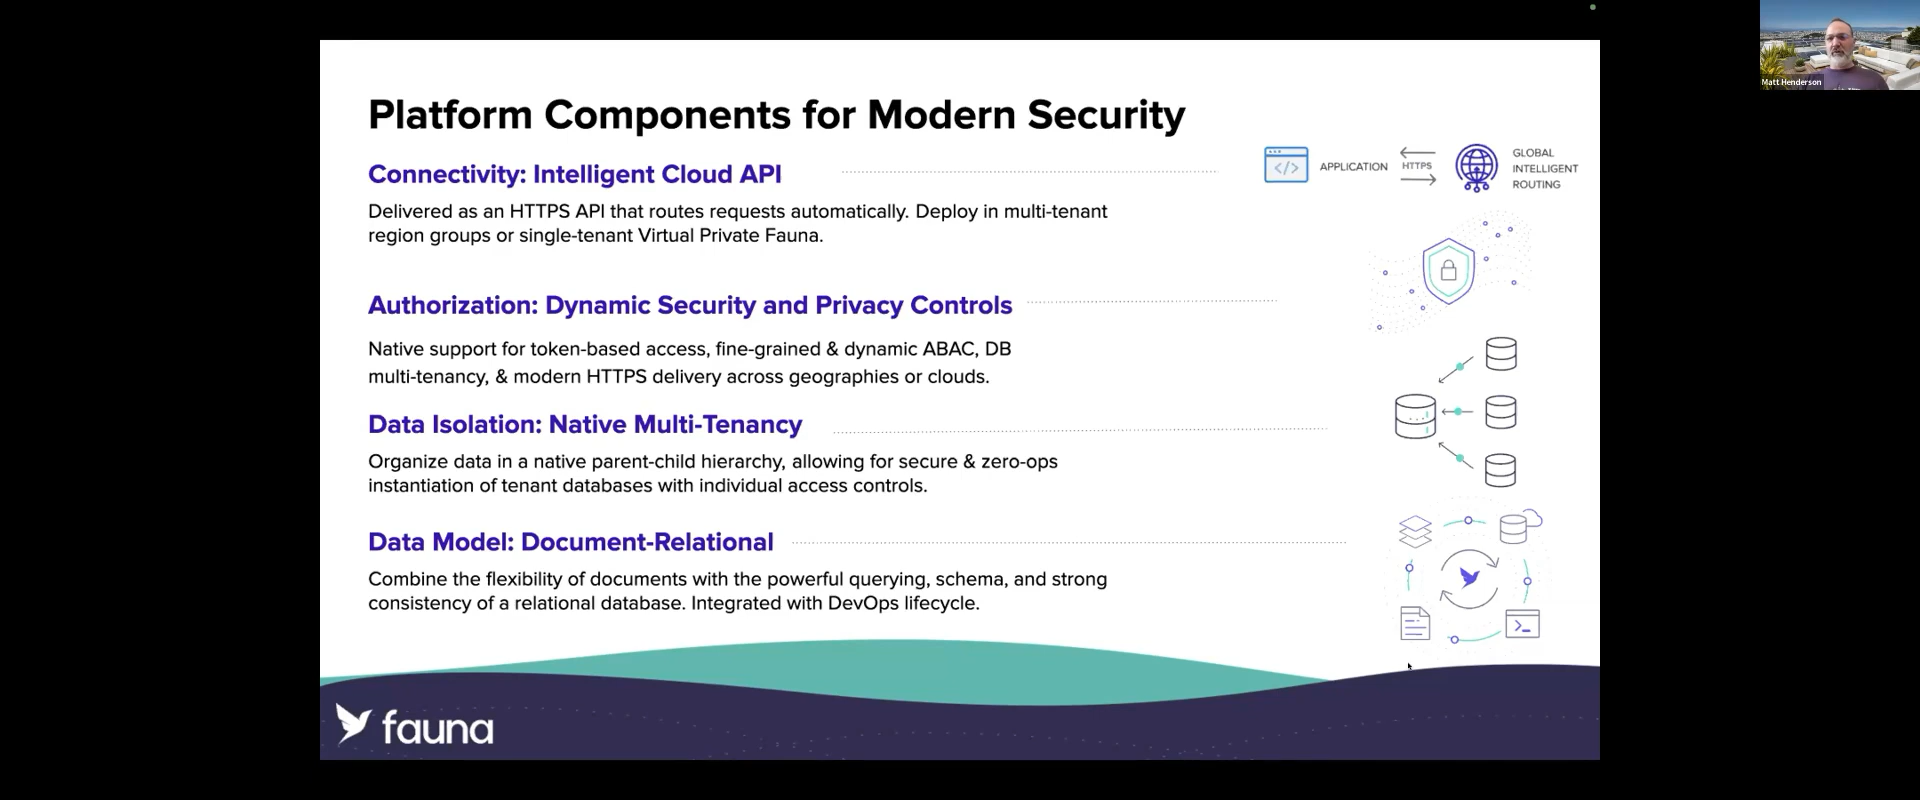 Platform Components for Modern Security
Connectivity: Intelligent Cloud API
Delivered as an HTTPS API that routes requests automatically. Deploy in multi-tenant
region groups or single-tenant Virtual Private Fauna.
APPLICATION
HTTPS
GLOBAL
INTELLIGENT
ROUTING
Authorization: Dynamic Security and Privacy Controls
Native support for token-based access, fine-grained & dynamic ABAC, DB
multi-tenancy, & modern HTTPS delivery across geographies or clouds.
Data Isolation: Native Multi-Tenancy
Organize data in a native parent-child hierarchy, allowing for secure & zero-ops
instantiation of tenant databases with individual access controls.
Data Model: Document-Relational
Combine the flexibility of documents with the powerful querying, schema, and strong
consistency of a relational database. Integrated with DevOps lifecycle.
fauna
Matt Henderson